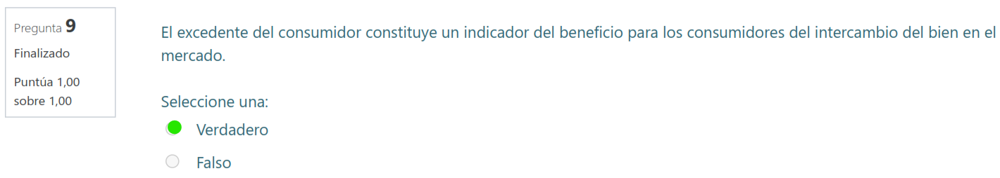 Pregunta 9
Finalizado
Puntúa 1,00
sobre 1,00
El excedente del consumidor constituye un indicador del beneficio para los consumidores del intercambio del bien en el
mercado.
Seleccione una:
Verdadero
Falso